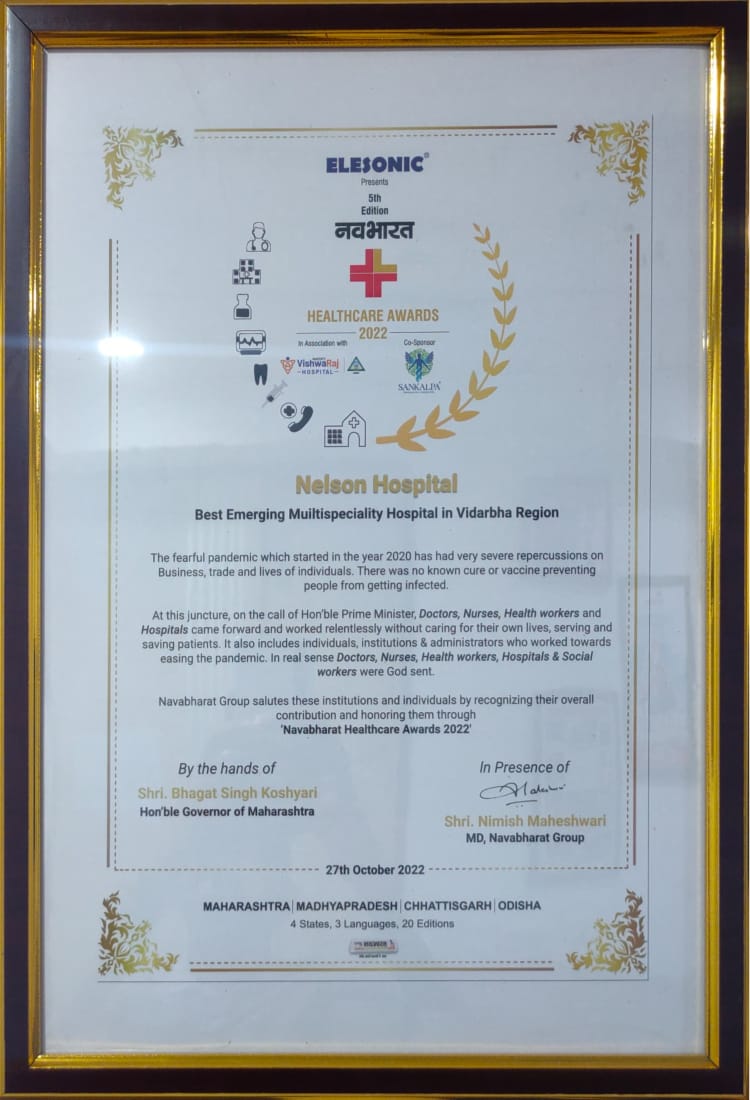 ELESONIC®
Presents
5th
Edition
नवभारत
HEALTHCARE AWARDS
2022
In Association with
VishwaRaj
HOSPITAL
Co-Sponsor
SANKALPA
Nelson Hospital
Best Emerging Muiltispeciality Hospital in Vidarbha Region
The fearful pandemic which started in the year 2020 has had very severe repercussions on
Business, trade and lives of individuals. There was no known cure or vaccine preventing
people from getting infected.
At this juncture, on the call of Hon'ble Prime Minister, Doctors, Nurses, Health workers and
Hospitals came forward and worked relentlessly without caring for their own lives, serving and
saving patients. It also includes individuals, institutions & administrators who worked towards
easing the pandemic. In real sense Doctors, Nurses, Health workers, Hospitals & Social
workers were God sent.
Navabharat Group salutes these institutions and individuals by recognizing their overall
contribution and honoring them through
'Navabharat Healthcare Awards 2022'
By the hands of
Shri. Bhagat Singh Koshyari
Hon'ble Governor of Maharashtra
In Presence of
Shri. Nimish Maheshwari
MD, Navabharat Group
27th October 2022
MAHARASHTRA | MADHYAPRADESH | CHHATTISGARH | ODISHA
4 States, 3 Languages, 20 Editions